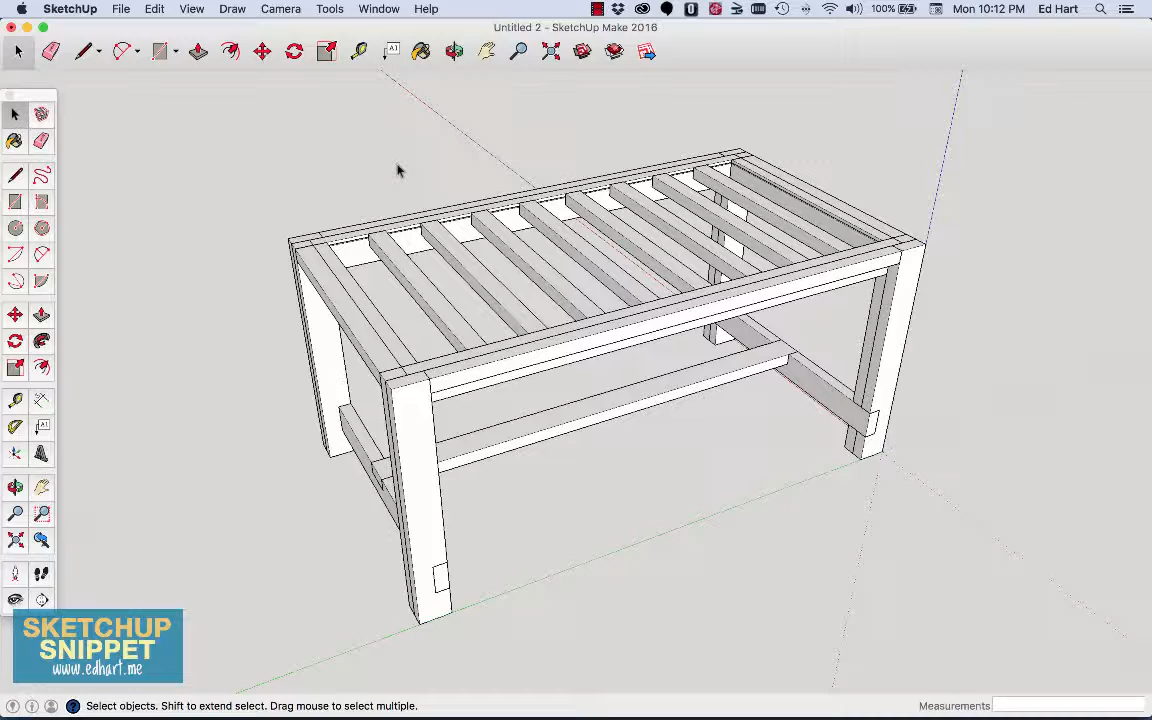 SketchUp File Edit View Draw Camera Tools Window Help 100% Mon 10:12 PM Ed Hart
Untitled 2 - SketchUp Make 2016
SKETCHUP
SNIPPET
www.edhart.me
Select objects. Shift to extend select. Drag mouse to select multiple. Measurements